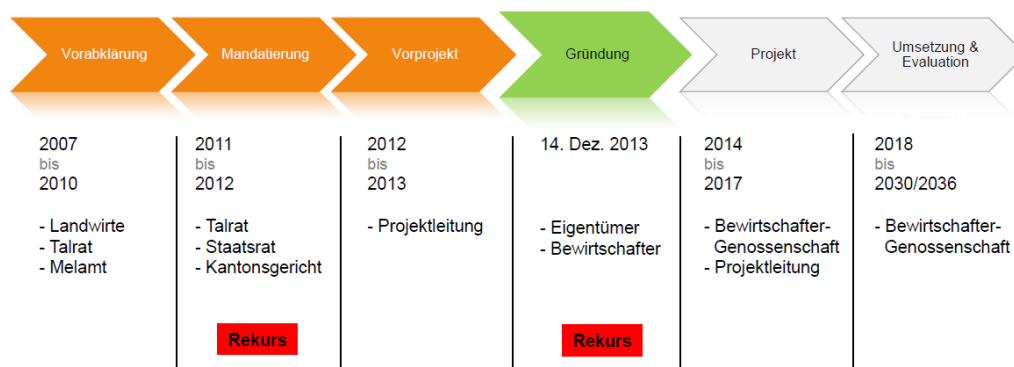 Vorabklärung
Mandatierung
Vorprojekt
Gründung
Projekt
Umsetzung &
Evaluation
2007
bis
2010
- Landwirte
- Talrat
- Melamt
2011
bis
2012
- Talrat
- Staatsrat
- Kantonsgericht
Rekurs
2012
bis
2013
- Projektleitung
14. Dez. 2013
- Eigentümer
- Bewirtschafter
Rekurs
2014
bis
2017
- Bewirtschafter-
Genossenschaft
- Projektleitung
2018
bis
2030/2036
- Bewirtschafter-
Genossenschaft